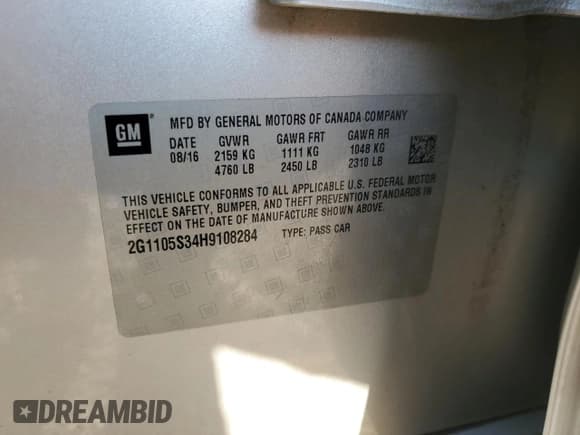 GM
MFD BY GENERAL MOTORS OF CANADA COMPANY
DATE GVWR GAWR FRT GAWR RR
08/16 2159 KG 1111 KG 1048 KG
4760 LB 2450 LB 2310 LB
THIS VEHICLE CONFORMS TO ALL APPLICABLE U.S. FEDERAL MOTOR
VEHICLE SAFETY, BUMPER, AND THEFT PREVENTION STANDARDS IN
EFFECT ON THE DATE OF MANUFACTURE SHOWN ABOVE.
2G1105S34H9108284 TYPE: PASS CAR
DREAMBID